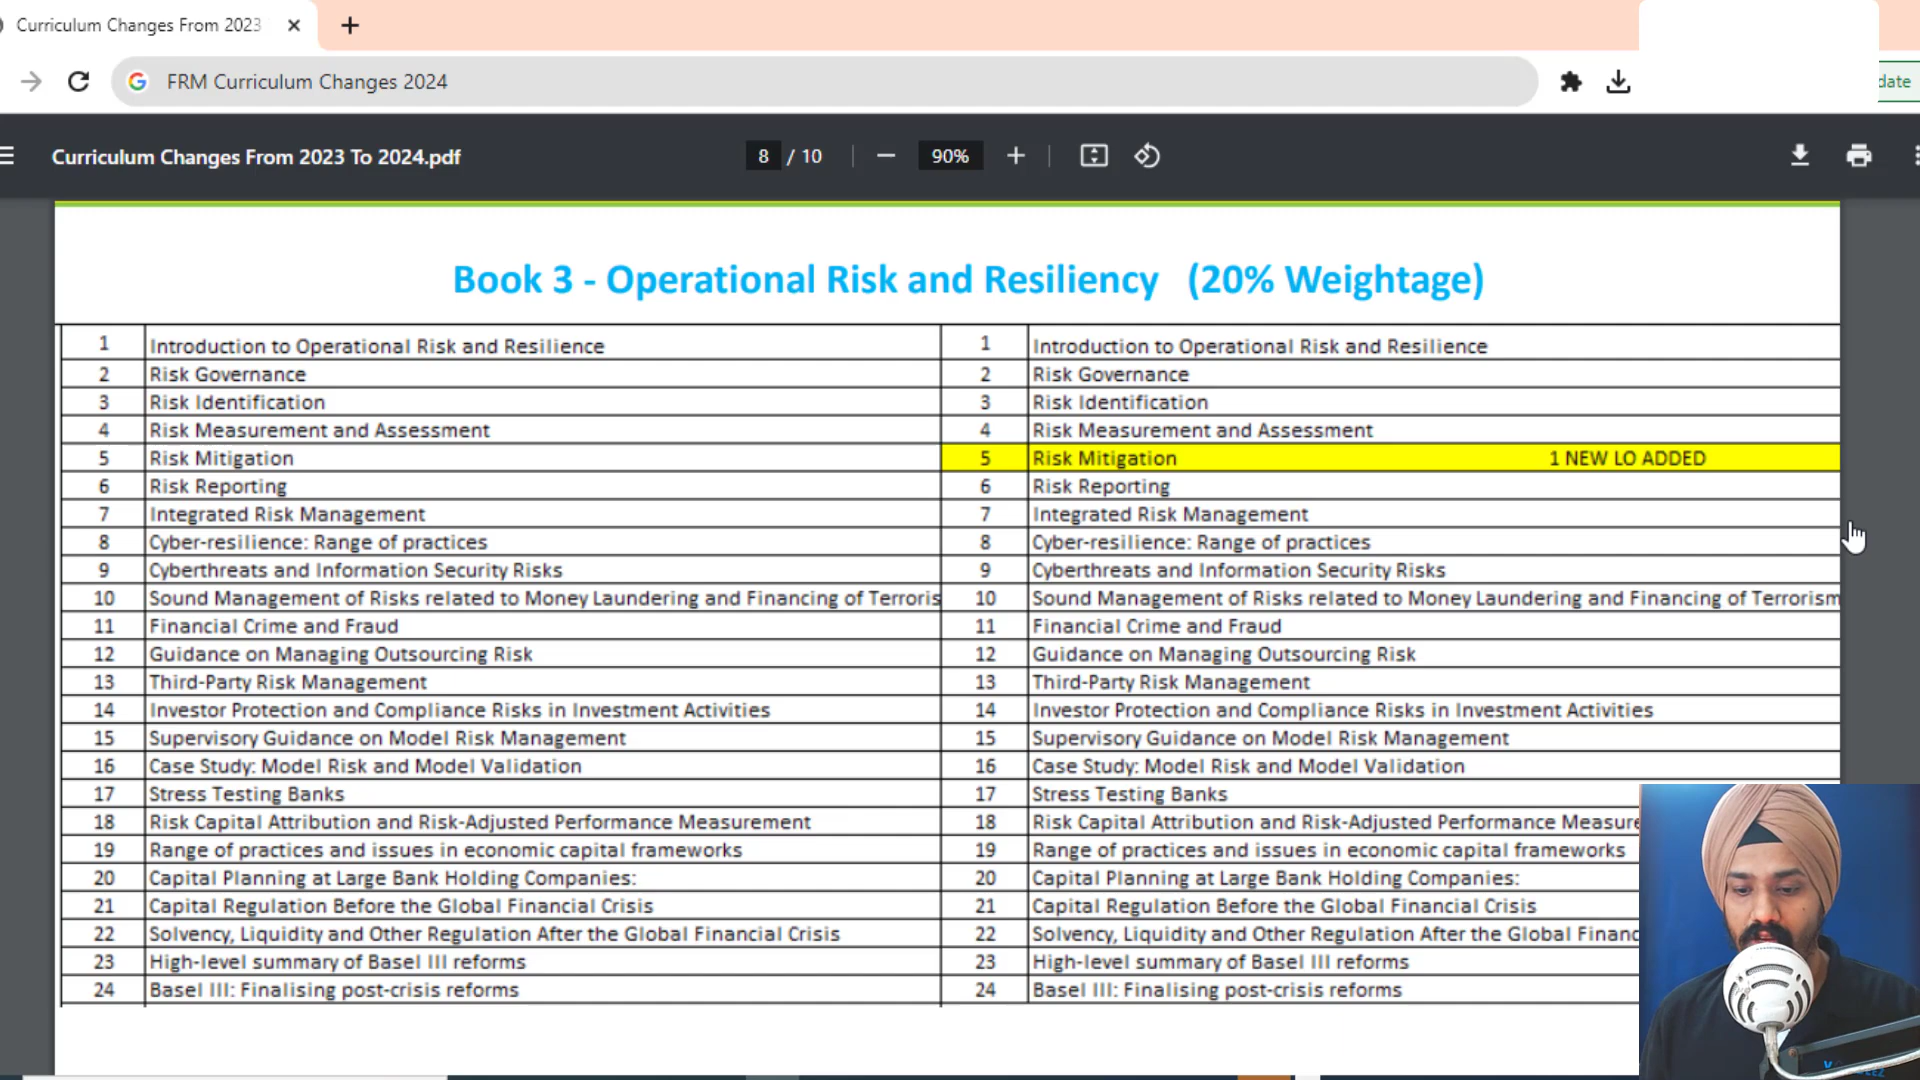 Curriculum Changes From 2023
FRM Curriculum Changes 2024
date
Curriculum Changes From 2023 To 2024.pdf
8 / 10
90%
Book 3 - Operational Risk and Resiliency (20% Weightage)
1 Introduction to Operational Risk and Resilience 1 Introduction to Operational Risk and Resilience
2 Risk Governance 2 Risk Governance
3 Risk Identification 3 Risk Identification
4 Risk Measurement and Assessment 4 Risk Measurement and Assessment
5 Risk Mitigation 5 Risk Mitigation 1 NEW LO ADDED
6 Risk Reporting 6 Risk Reporting
7 Integrated Risk Management 7 Integrated Risk Management
8 Cyber-resilience: Range of practices 8 Cyber-resilience: Range of practices
9 Cyberthreats and Information Security Risks 9 Cyberthreats and Information Security Risks
10 Sound Management of Risks related to Money Laundering and Financing of Terroris 10 Sound Management of Risks related to Money Laundering and Financing of Terrorism
11 Financial Crime and Fraud 11 Financial Crime and Fraud
12 Guidance on Managing Outsourcing Risk 12 Guidance on Managing Outsourcing Risk
13 Third-Party Risk Management 13 Third-Party Risk Management
14 Investor Protection and Compliance Risks in Investment Activities 14 Investor Protection and Compliance Risks in Investment Activities
15 Supervisory Guidance on Model Risk Management 15 Supervisory Guidance on Model Risk Management
16 Case Study: Model Risk and Model Validation 16 Case Study: Model Risk and Model Validation
17 Stress Testing Banks 17 Stress Testing Banks
18 Risk Capital Attribution and Risk-Adjusted Performance Measurement 18 Risk Capital Attribution and Risk-Adjusted Performance Measure
19 Range of practices and issues in economic capital frameworks 19 Range of practices and issues in economic capital frameworks
20 Capital Planning at Large Bank Holding Companies: 20 Capital Planning at Large Bank Holding Companies:
21 Capital Regulation Before the Global Financial Crisis 21 Capital Regulation Before the Global Financial Crisis
22 Solvency, Liquidity and Other Regulation After the Global Financial Crisis 22 Solvency, Liquidity and Other Regulation After the Global Financ
23 High-level summary of Basel III reforms 23 High-level summary of Basel III reforms
24 Basel III: Finalising post-crisis reforms 24 Basel III: Finalising post-crisis reforms